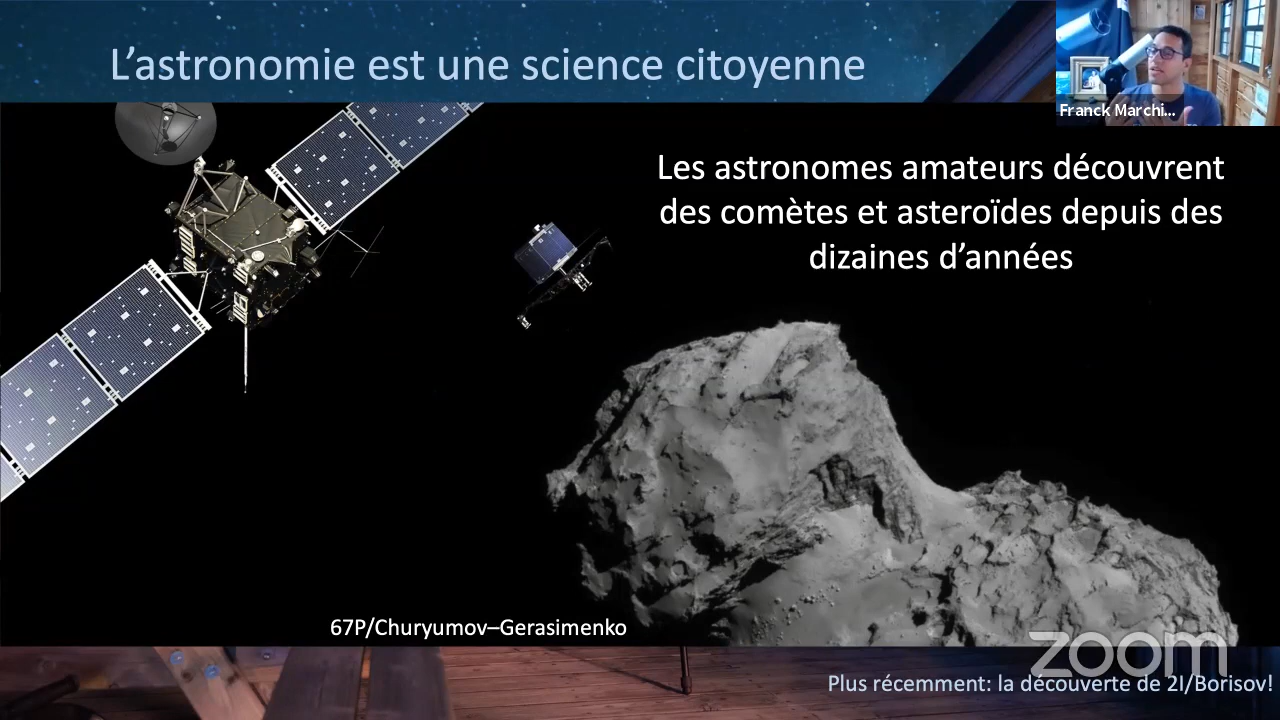 L'astronomie est une science citoyenne
Franck Marchi...
Les astronomes amateurs découvrent
des comètes et asteroïdes depuis des
dizaines d'années
67P/Churyumov–Gerasimenko
zoom
Plus récemment: la découverte de 2I/Borisov!